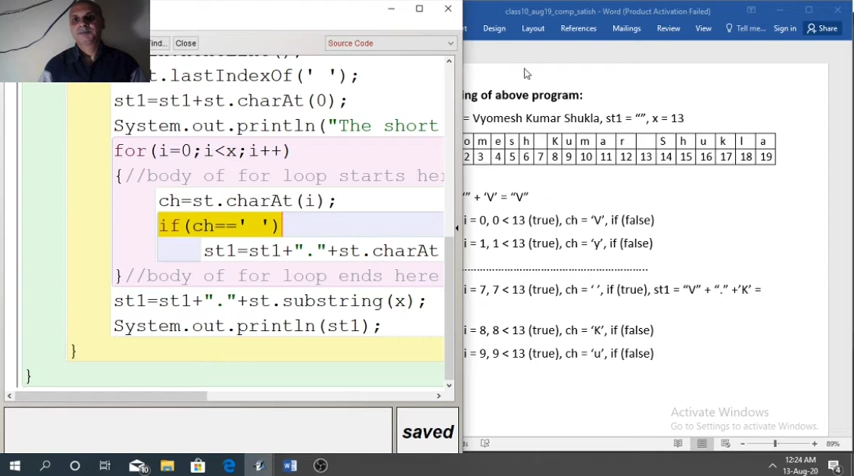 ind...
Close
Source Code
t.lastIndexOf(' ');
st1=st1+st.charAt(0);
System.out.println("The short
for(i=0;i<x;i++)
{//body of for loop starts her
ch=st.charAt(i);
if(ch==' ')
st1=st1+"."+st.charAt
}//body of for loop ends here
st1=st1+"."+st.substring(x);
System.out.println(st1);
}
}
saved
class10_aug19_comp_satish - Word (Product Activation Failed)
Design Layout References Mailings Review View Tell me... Sign in Share
ing of above program:
= Vyomesh Kumar Shukla, st1 = "", x = 13
o m e s h K u m a r S h u k l a
2 3 4 5 6 7 8 9 10 11 12 13 14 15 16 17 18 19
"" + 'V' = "V"
i = 0, 0 < 13 (true), ch = 'V', if (false)
i = 1, 1 < 13 (true), ch = 'y', if (false)
i = 7, 7 < 13 (true), ch = ' ', if (true), st1 = "V" + "." +'K' =
i = 8, 8 < 13 (true), ch = 'K', if (false)
i = 9, 9 < 13 (true), ch = 'u', if (false)
Activate Windows
Go to Settings to activate Windows.
89%
12:24 AM
13-Aug-20